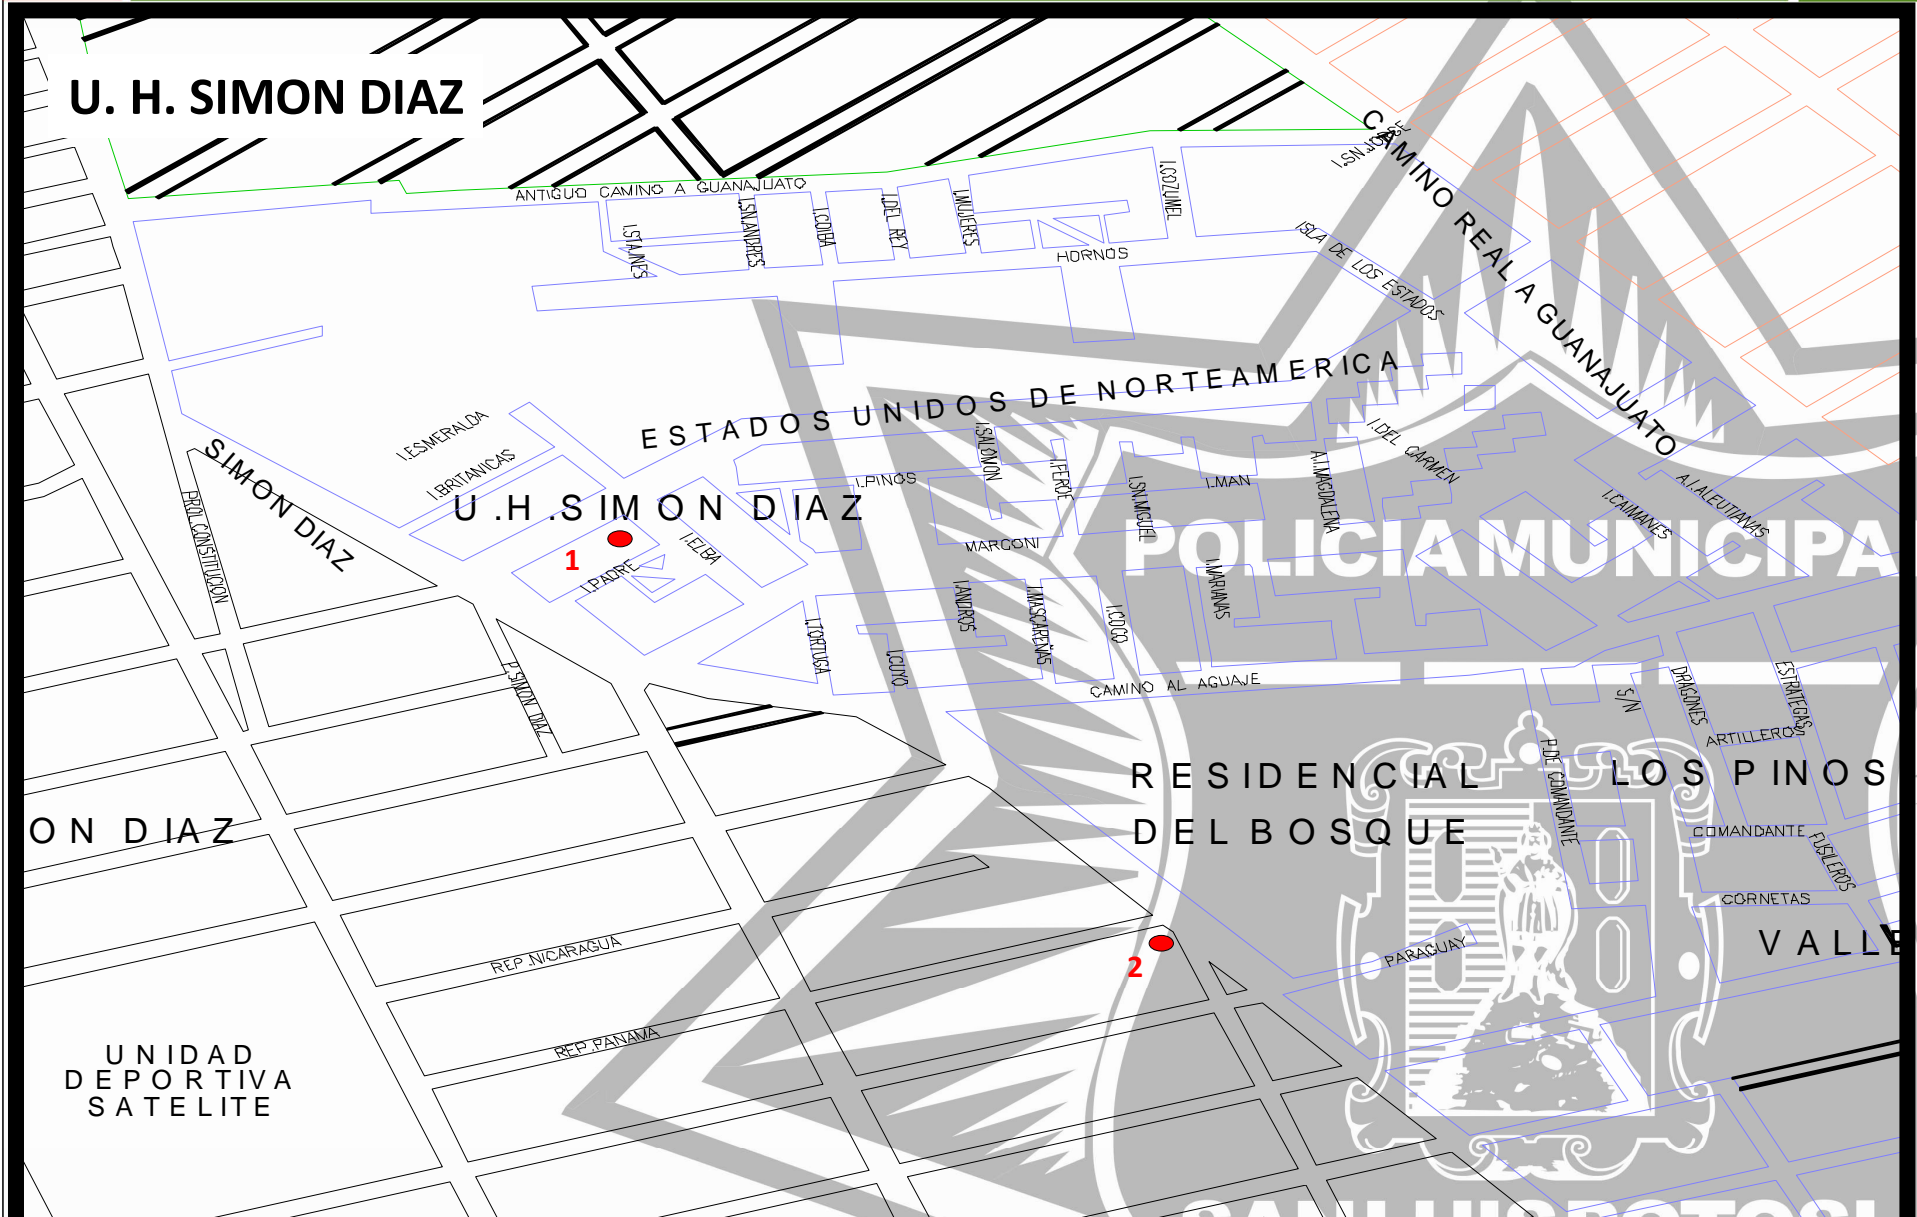 U. H. SIMON DIAZ
CAMINO REAL A GUANAJUATO
ANTIGUO CAMINO A GUANAJUATO
I.COZUMEL
I.SN.ANDRES
I.COIBA
I.DEL REY
I.MUJERES
I.STA.INES
HORNOS
ISLA DE LOS ESTADOS
ESTADOS UNIDOS DE NORTEAMERICA
I.ESMERALDA
I.BRITANICAS
SIMON DIAZ
PROL.CONSTITUCION
U.H.SIMON DIAZ
I.PINOS
I.SALOMON
I.FEROE
I.SN.MIGUEL
I.MAN
A.I.MAGDALENA
I.DEL CARMEN
I.CAIMANES
A.I.ALEUTIANAS
1
I.PADRE
I.ELBA
MARCONI
POLICIA MUNICIPA
I.TORTUGA
I.CUYO
I.ANDROS
I.MASCAREÑAS
I.COCO
I.MARIANAS
CAMINO AL AGUAJE
P.SIMON DIAZ
S/N
DRAGONES
ESTRATEGAS
ARTILLEROS
RESIDENCIAL
DEL BOSQUE
P.DE COMANDANTE
LOS PINOS
ON DIAZ
COMANDANTE
FUSILEROS
CORNETAS
VALLE
REP.NICARAGUA
2
PARAGUAY
REP.PANAMA
UNIDAD
DEPORTIVA
SATELITE
SAN LUIS POTOSI